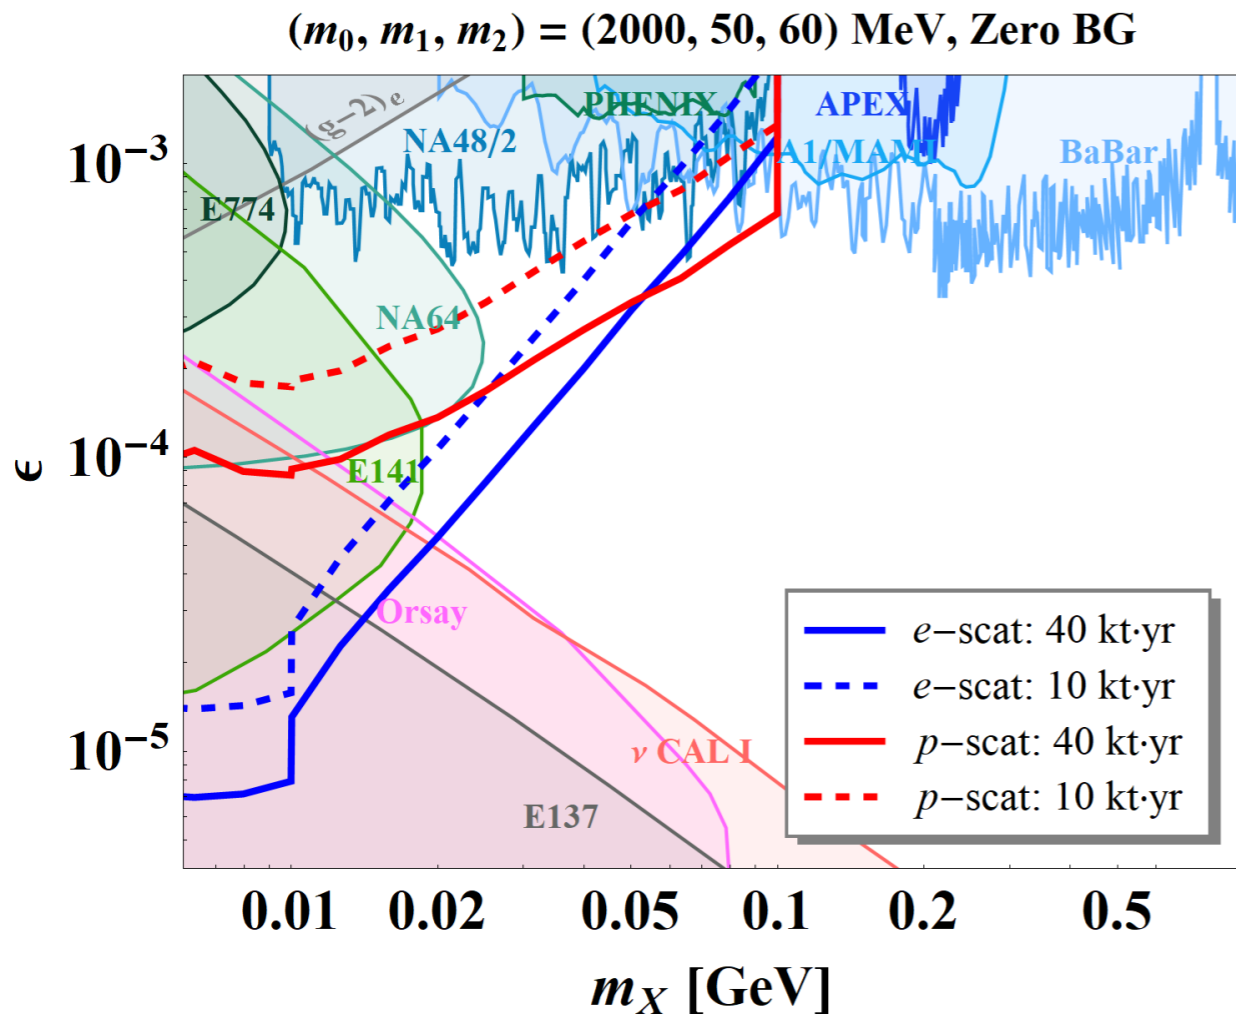 (m₀, m₁, m₂) = (2000, 50, 60) MeV, Zero BG
PHENIX
APEX
(g−2)ₑ
NA48/2
A1/MAMI
BaBar
10⁻³
E774
NA64
10⁻⁴
ϵ
E141
Orsay
10⁻⁵
ν CAL I
E137
e−scat: 40 kt·yr
e−scat: 10 kt·yr
p−scat: 40 kt·yr
p−scat: 10 kt·yr
0.01 0.02 0.05 0.1 0.2 0.5
m_X [GeV]